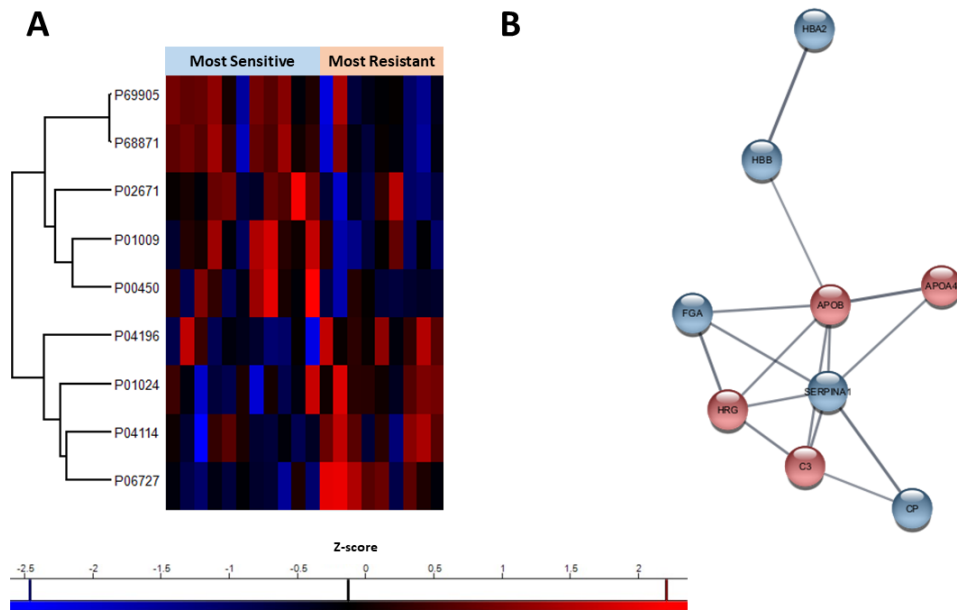 A
B
Most Sensitive
Most Resistant
P69905
P68871
P02671
P01009
P00450
P04196
P01024
P04114
P06727
HBA2
HBB
APOA4
APOB
FGA
SERPINA1
HRG
C3
CP
Z-score
-2.5 -2 -1.5 -1 -0.5 0 0.5 1 1.5 2